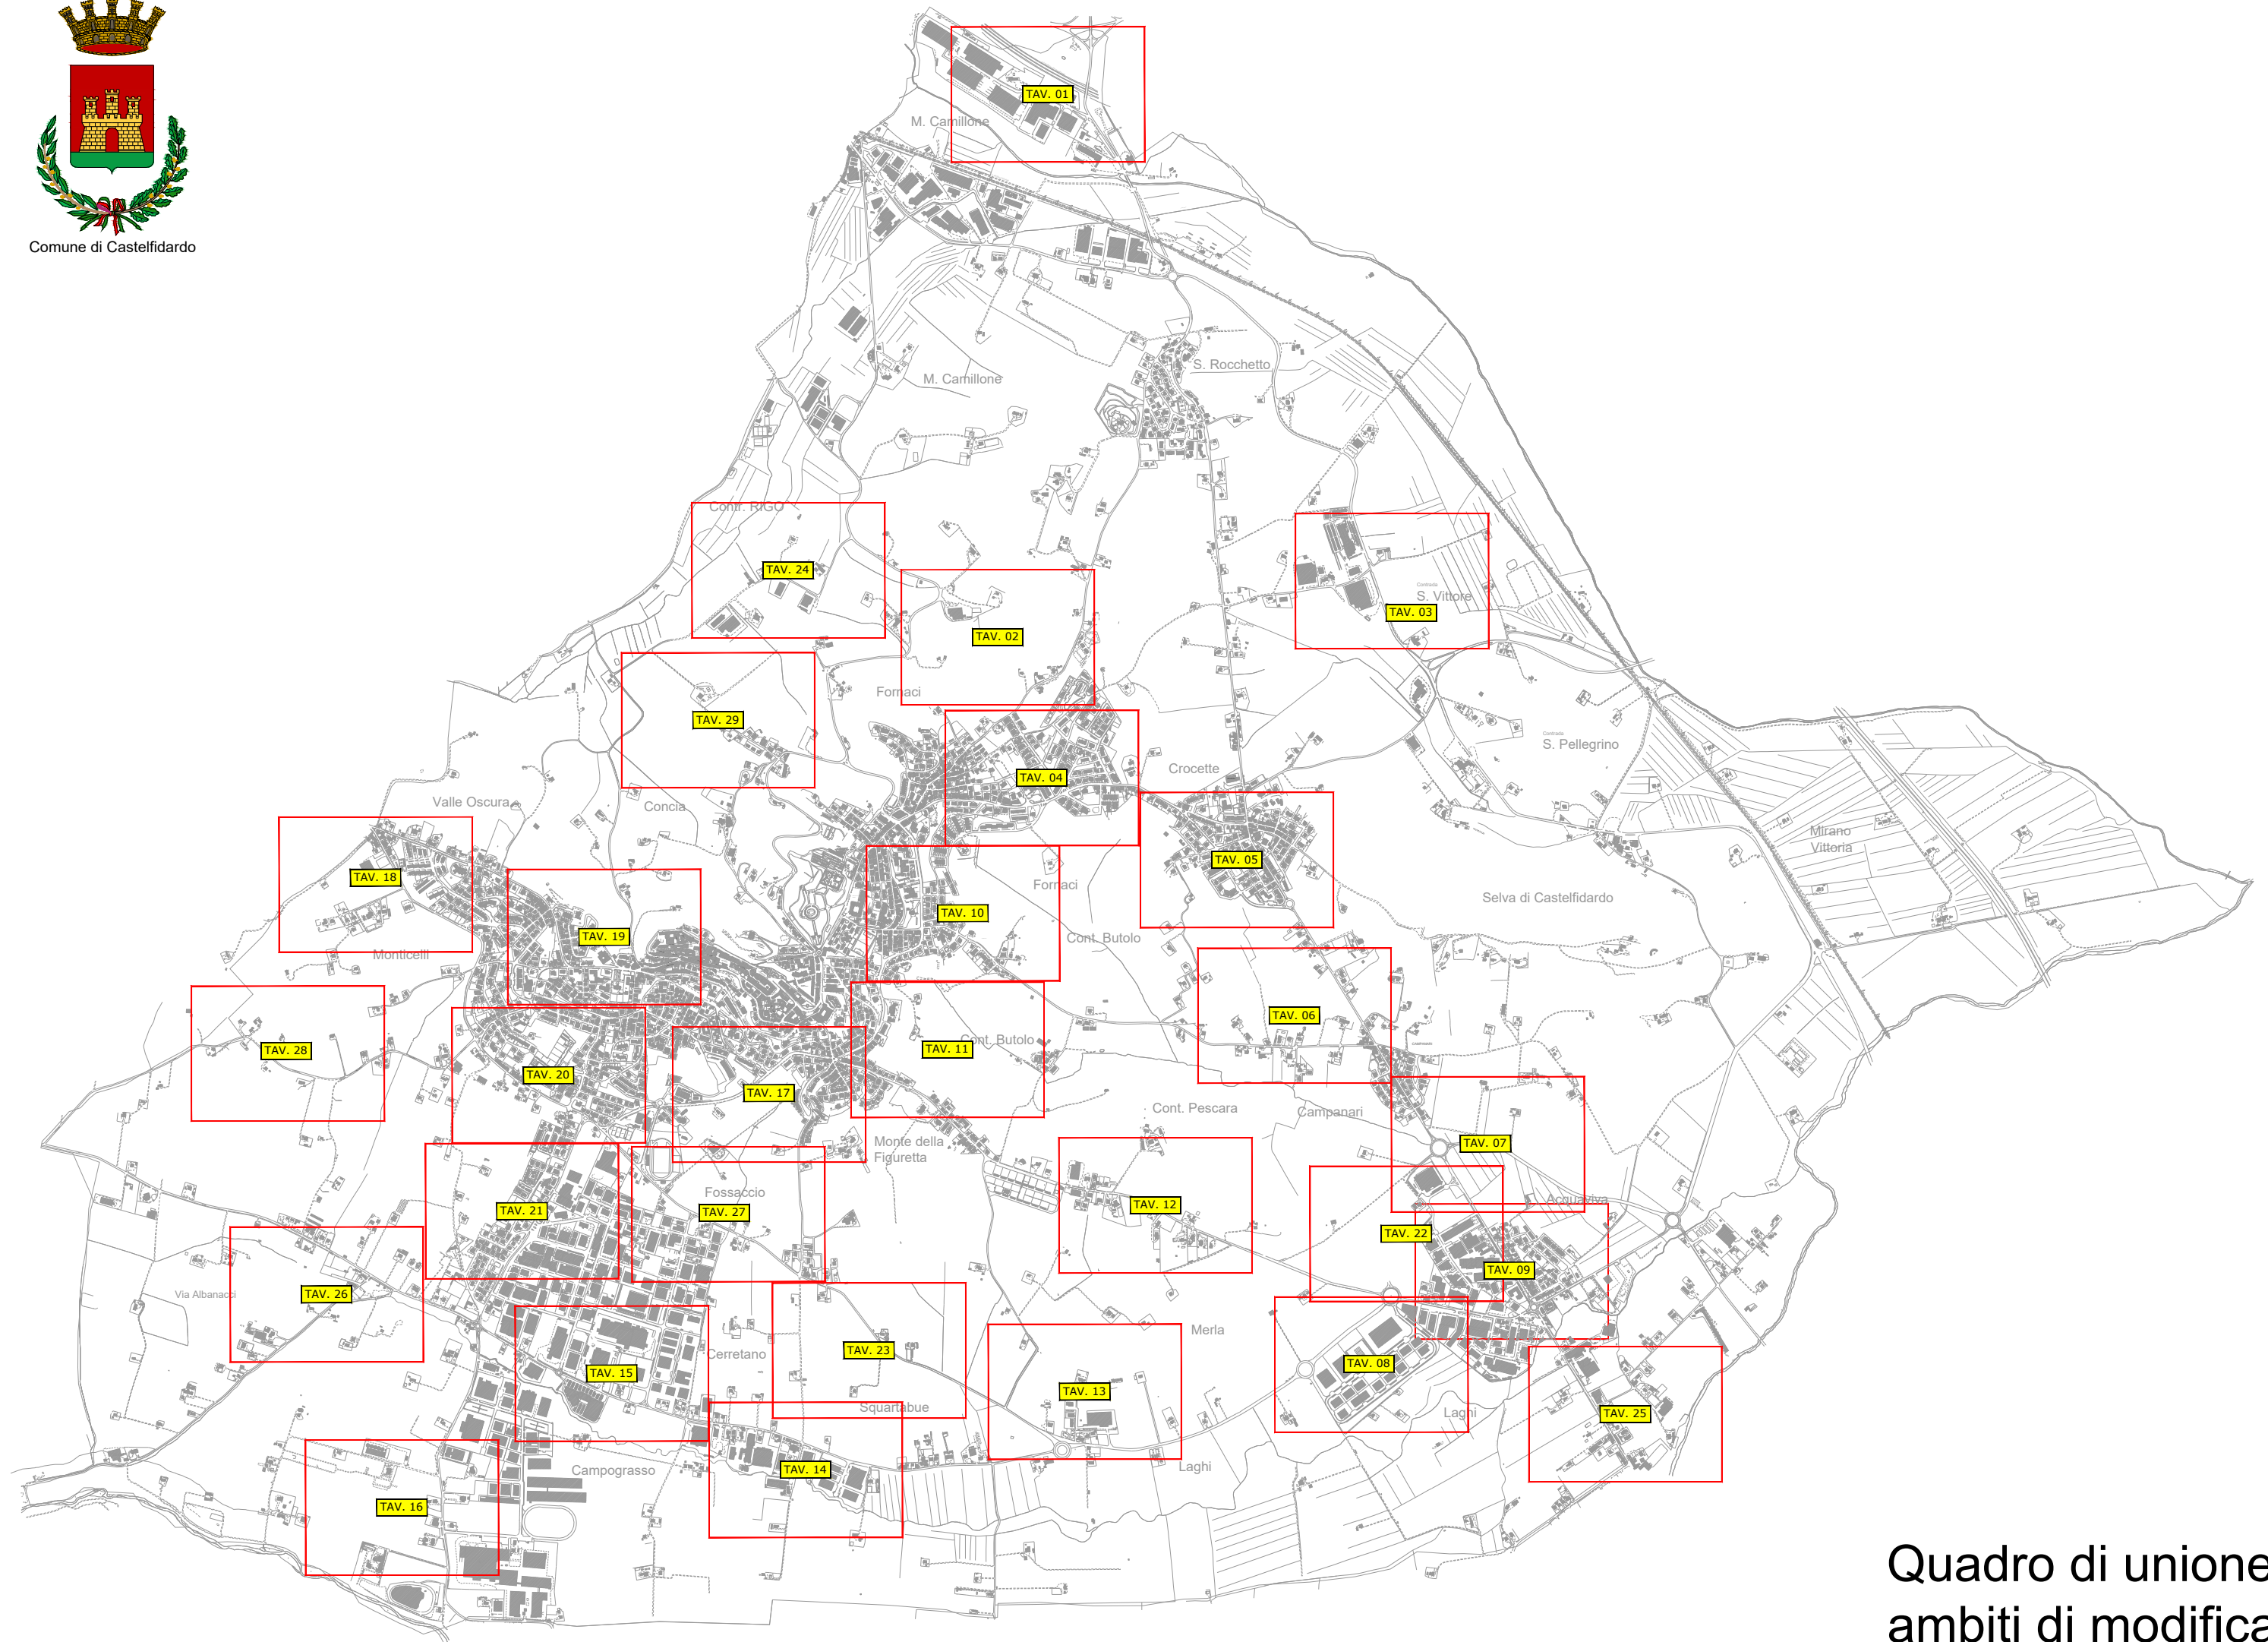 Comune di Castelfidardo
TAV. 01
M. Camillone
S. Rocchetto
M. Camillone
Contr. RIGO
TAV. 24
Contrada
S. Vittore
TAV. 03
TAV. 02
Fornaci
TAV. 29
Contrada
S. Pellegrino
Crocette
TAV. 04
Valle Oscura
Concia
Mirano
Vittoria
TAV. 05
TAV. 18
Fornaci
Selva di Castelfidardo
TAV. 10
TAV. 19
Cont. Butolo
Monticelli
TAV. 06
Cont. Butolo
TAV. 11
TAV. 28
TAV. 20
TAV. 17
Cont. Pescara
Campanari
Monte della
Figuretta
TAV. 07
Fossaccio
Acquaviva
TAV. 12
TAV. 21
TAV. 27
TAV. 22
TAV. 09
Via Albanacci
TAV. 26
Merla
TAV. 23
Cerretano
TAV. 08
TAV. 15
TAV. 13
Squartabue
Laghi
TAV. 25
Campograsso
TAV. 14
Laghi
TAV. 16
Quadro di unione
ambiti di modifica